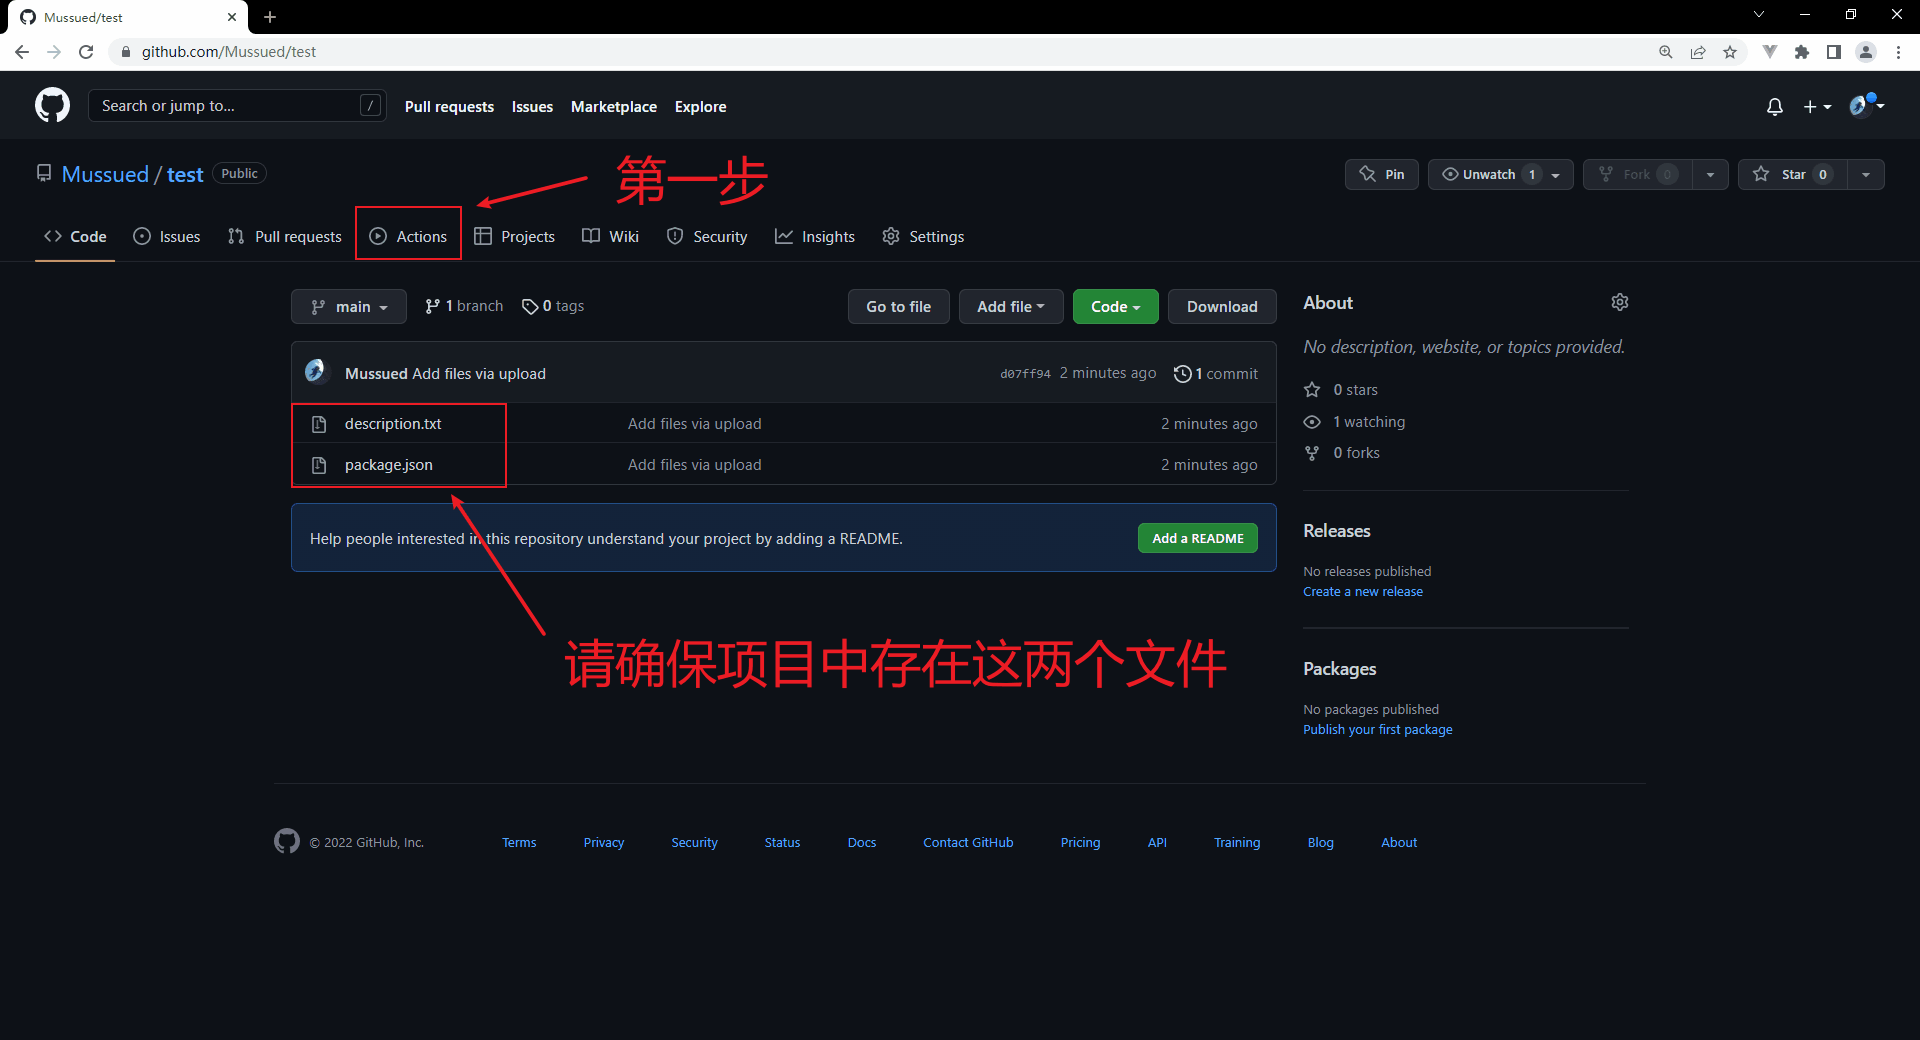 Mussued/test
github.com/Mussued/test
Search or jump to... /
Pull requests Issues Marketplace Explore
第一步
Mussued / test Public
Pin Unwatch 1 Fork 0 Star 0
Code Issues Pull requests Actions Projects Wiki Security Insights Settings
main 1 branch 0 tags Go to file Add file Code Download
Mussued Add files via upload d07ff94 2 minutes ago 1 commit
description.txt Add files via upload 2 minutes ago
package.json Add files via upload 2 minutes ago
Help people interested in this repository understand your project by adding a README. Add a README
请确保项目中存在这两个文件
About
No description, website, or topics provided.
0 stars
1 watching
0 forks
Releases
No releases published
Create a new release
Packages
No packages published
Publish your first package
© 2022 GitHub, Inc. Terms Privacy Security Status Docs Contact GitHub Pricing API Training Blog About